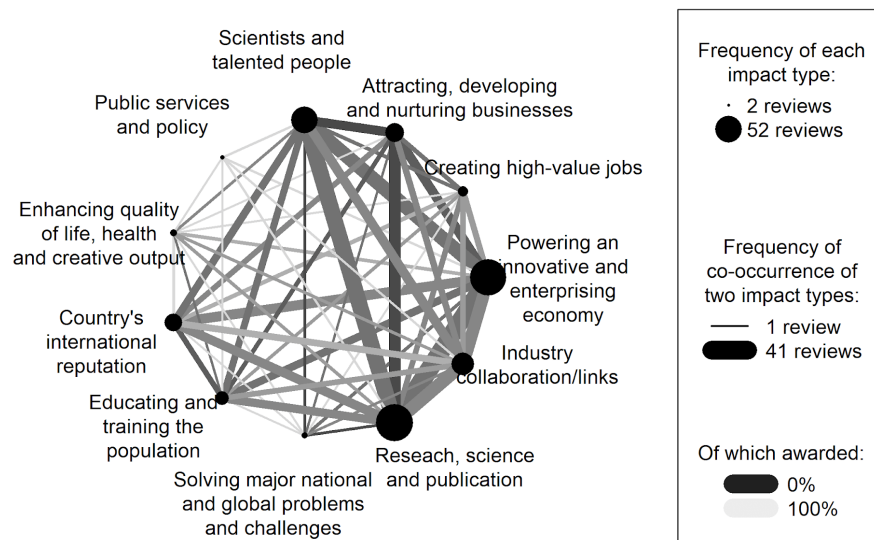 Scientists and
talented people
Attracting, developing
and nurturing businesses
Public services
and policy
Creating high-value jobs
Enhancing quality
of life, health
and creative output
Powering an
innovative and
enterprising
economy
Country's
international
reputation
Industry
collaboration/links
Educating and
training the
population
Reseach, science
and publication
Solving major national
and global problems
and challenges
Frequency of each
impact type:
2 reviews
52 reviews
Frequency of
co-occurrence of
two impact types:
1 review
41 reviews
Of which awarded:
0%
100%